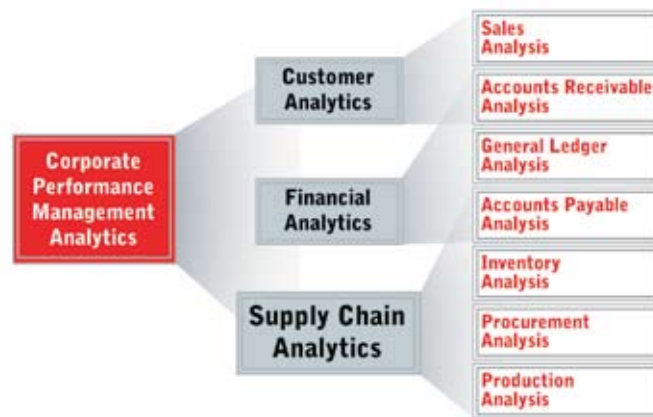 Corporate
Performance
Management
Analytics
Customer
Analytics
Financial
Analytics
Supply Chain
Analytics
Sales
Analysis
Accounts Receivable
Analysis
General Ledger
Analysis
Accounts Payable
Analysis
Inventory
Analysis
Procurement
Analysis
Production
Analysis